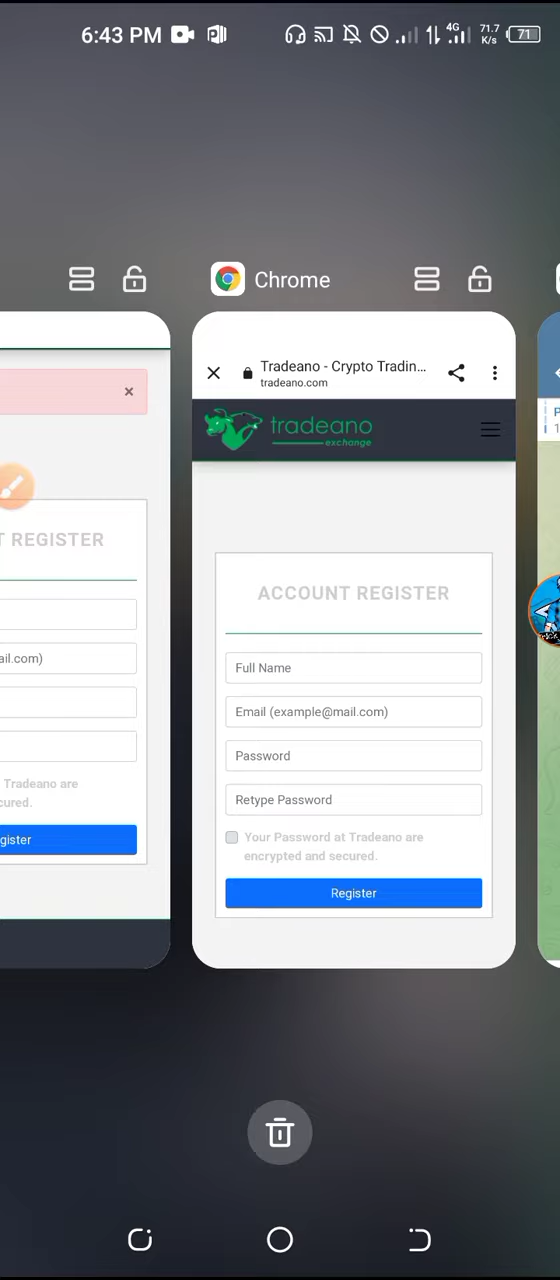 6:43 PM
4G
71.7
K/s
71
Chrome
Tradeano - Crypto Tradin...
tradeano.com
tradeano
exchange
T REGISTER
ail.com)
Tradeano are
cured.
gister
ACCOUNT REGISTER
Full Name
Email (example@mail.com)
Password
Retype Password
Your Password at Tradeano are
encrypted and secured.
Register
P
1